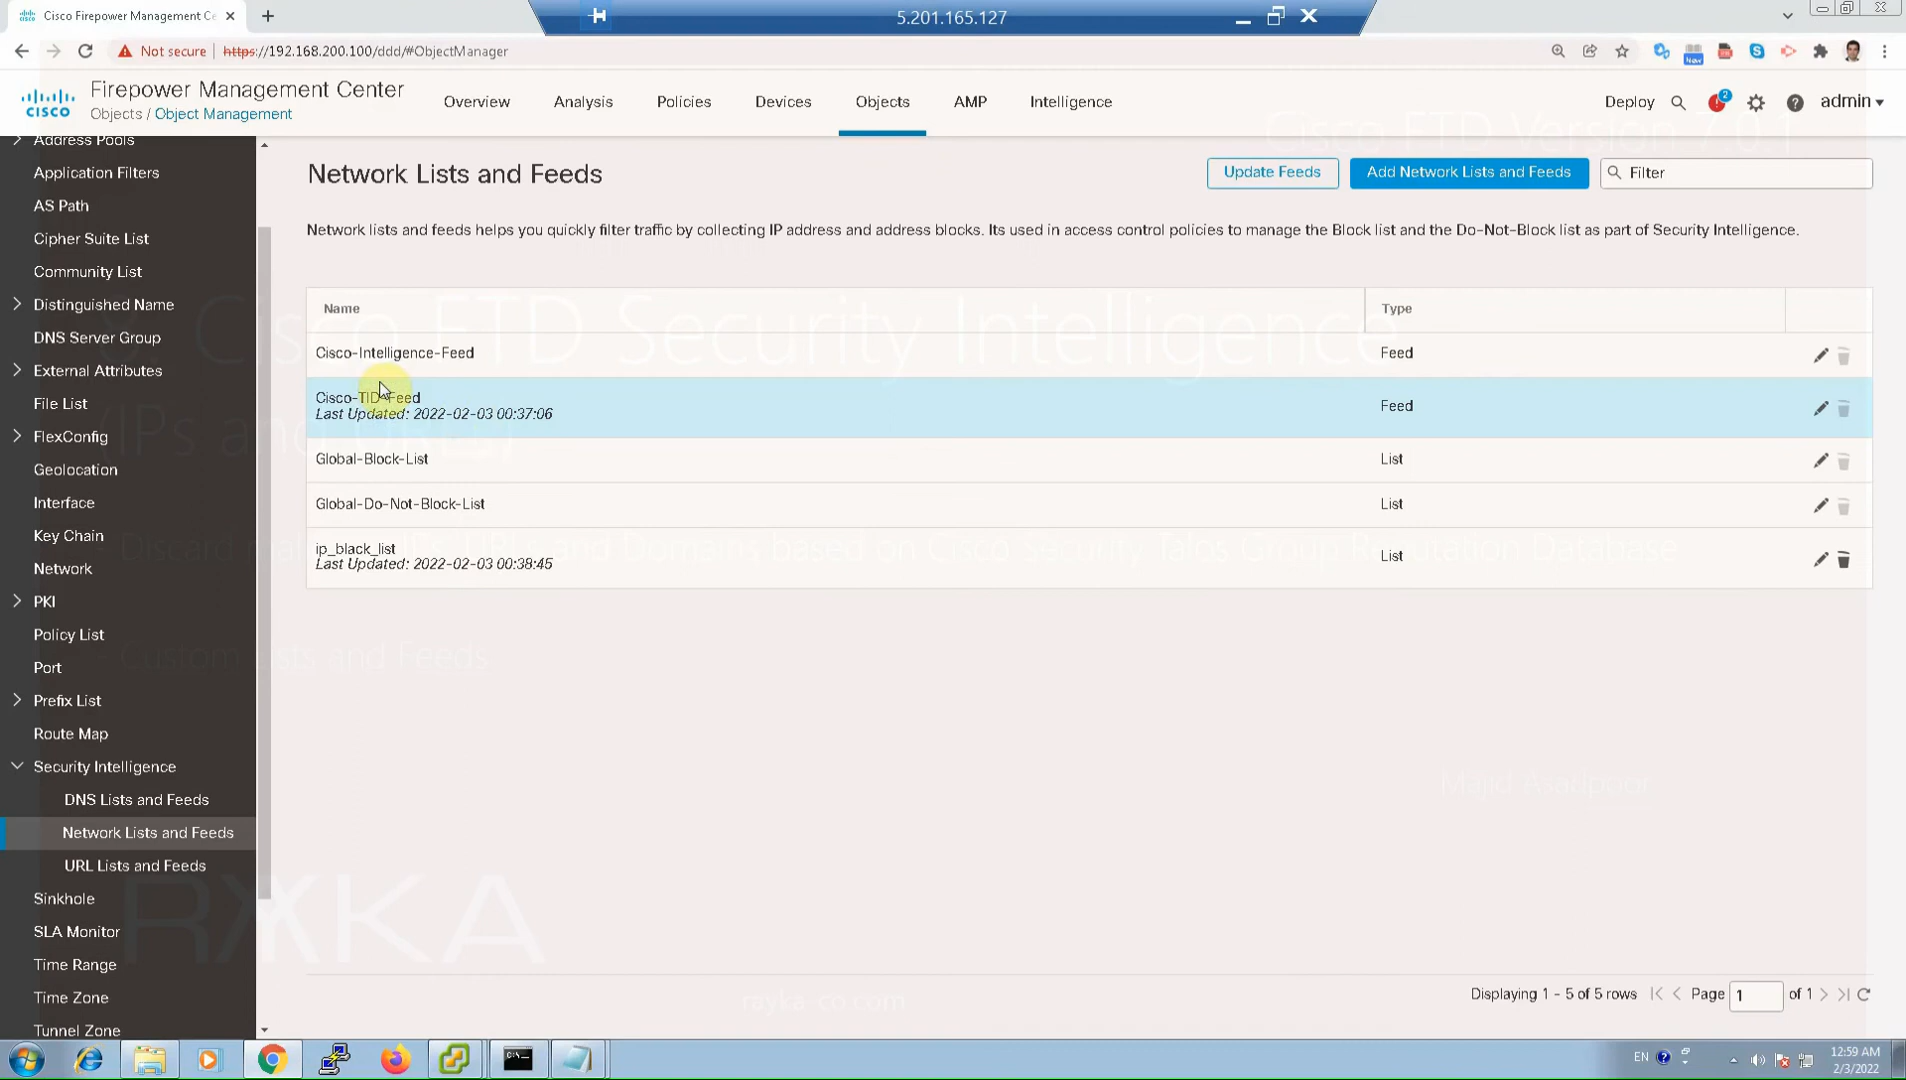 Cisco Firepower Management Ce
5.201.165.127
Not secure https://192.168.200.100/ddd/#ObjectManager
New
CISCO
Firepower Management Center
Objects / Object Management
Overview Analysis Policies Devices Objects AMP Intelligence
Deploy 2 admin
Cisco FTD Version 7.0.1
Address Pools
Application Filters
AS Path
Cipher Suite List
Community List
Distinguished Name
DNS Server Group
External Attributes
File List
FlexConfig
Geolocation
Interface
Key Chain
Network
PKI
Policy List
Port
Prefix List
Route Map
Security Intelligence
DNS Lists and Feeds
Network Lists and Feeds
URL Lists and Feeds
Sinkhole
SLA Monitor
Time Range
Time Zone
Tunnel Zone
Network Lists and Feeds
Update Feeds Add Network Lists and Feeds Filter
Network lists and feeds helps you quickly filter traffic by collecting IP address and address blocks. Its used in access control policies to manage the Block list and the Do-Not-Block list as part of Security Intelligence.
Name Type
Cisco-Intelligence-Feed Feed
Cisco-TID-Feed Feed
Last Updated: 2022-02-03 00:37:06
Global-Block-List List
Global-Do-Not-Block-List List
ip_black_list List
Last Updated: 2022-02-03 00:38:45
Cisco FTD Security Intelligence
(IPs and URLs)
- Discard IPs, URLs and Domains based on Cisco Security Talos Group Reputation Database
- Custom Lists and Feeds
Majid Asadpoor
RAYKA
rayka-co.com
Displaying 1 - 5 of 5 rows Page 1 of 1
EN 12:59 AM
2/3/2022